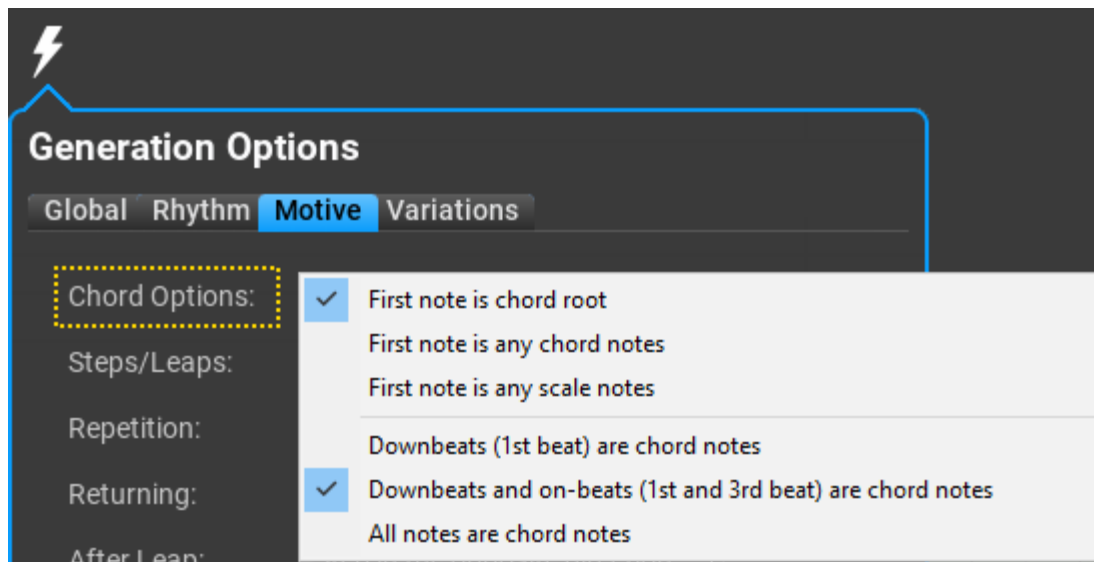 Generation Options
Global Rhythm Motive Variations
Chord Options:
First note is chord root
First note is any chord notes
First note is any scale notes
Steps/Leaps:
Repetition:
Downbeats (1st beat) are chord notes
Returning:
Downbeats and on-beats (1st and 3rd beat) are chord notes
All notes are chord notes
After Leap: